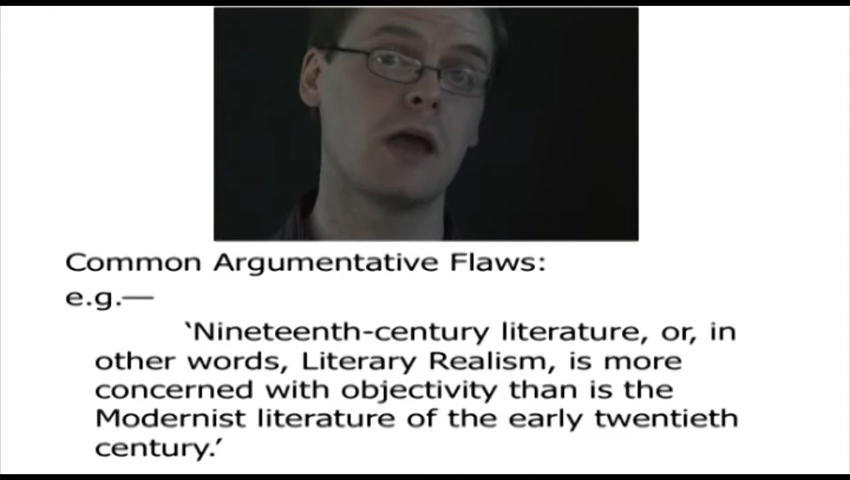 Common Argumentative Flaws:
e.g.—
‘Nineteenth-century literature, or, in
other words, Literary Realism, is more
concerned with objectivity than is the
Modernist literature of the early twentieth
century.’